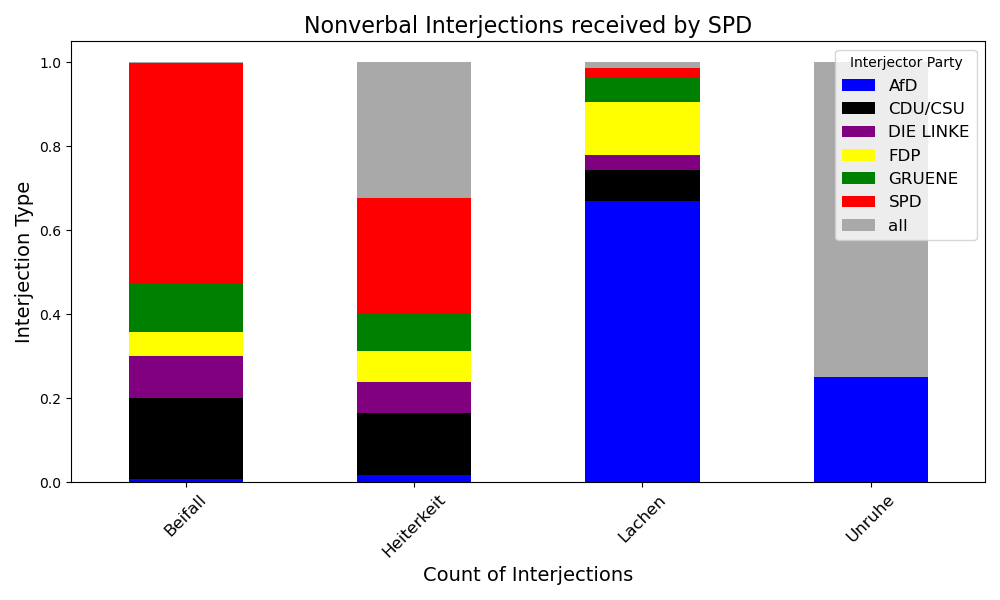 Nonverbal Interjections received by SPD
Interjection Type
1.0
0.8
0.6
0.4
0.2
0.0
Interjector Party
AfD
CDU/CSU
DIE LINKE
FDP
GRUENE
SPD
all
Beifall
Heiterkeit
Lachen
Unruhe
Count of Interjections